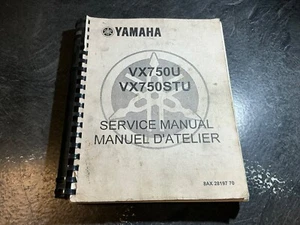 YAMAHA
VX750U
VX750STU
SERVICE MANUAL
MANUEL D'ATELIER